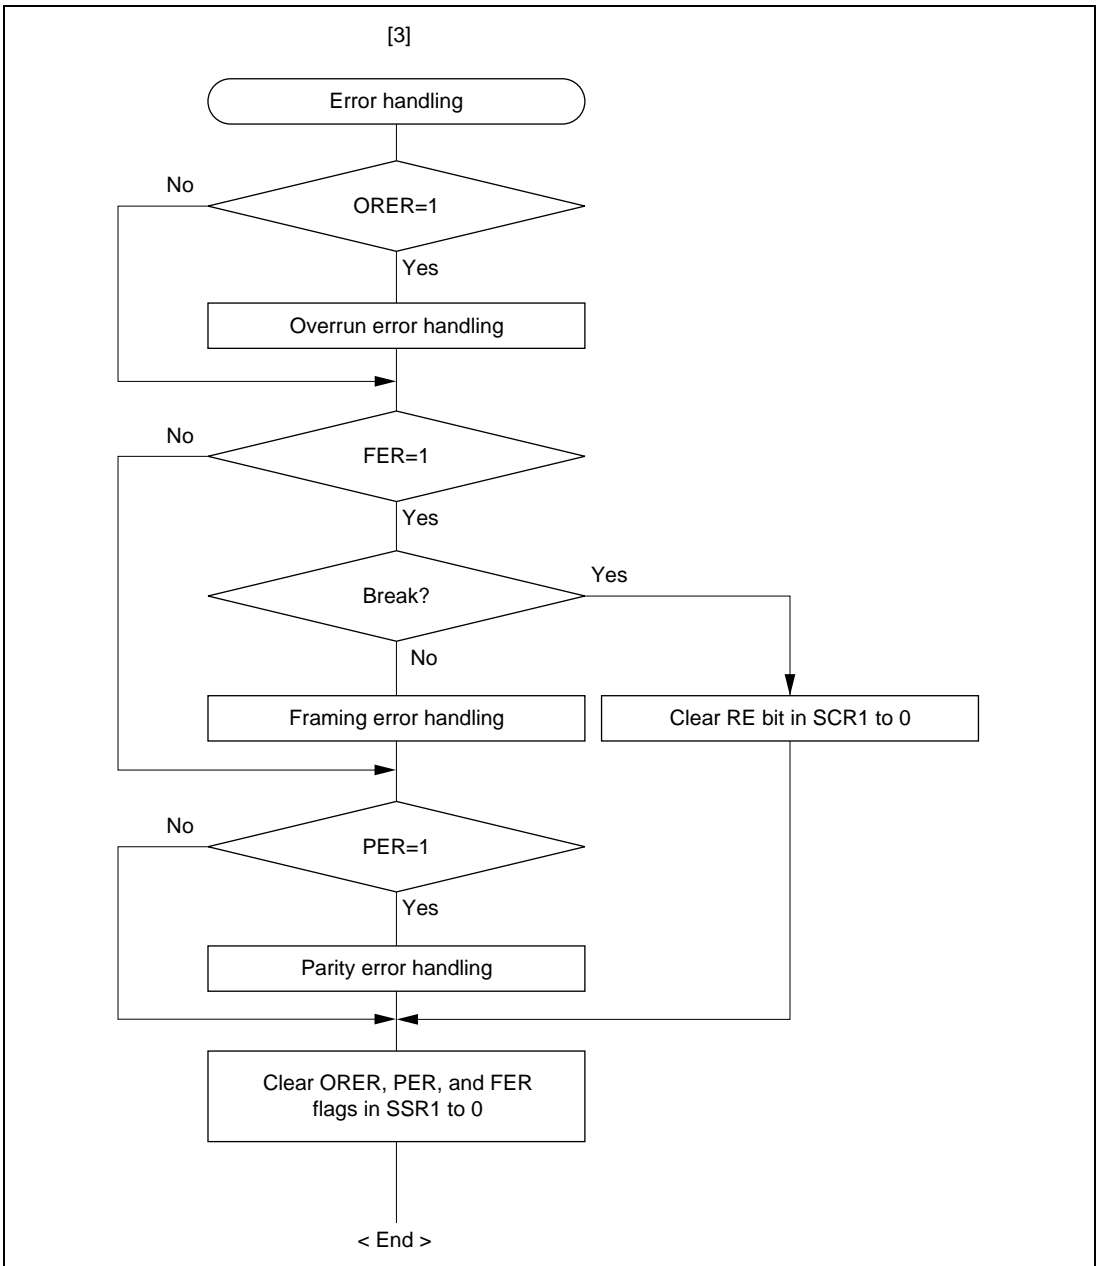 [3]
Error handling
No
ORER=1
Yes
Overrun error handling
No
FER=1
Yes
Break?
Yes
No
Framing error handling
Clear RE bit in SCR1 to 0
No
PER=1
Yes
Parity error handling
Clear ORER, PER, and FER
flags in SSR1 to 0
< End >